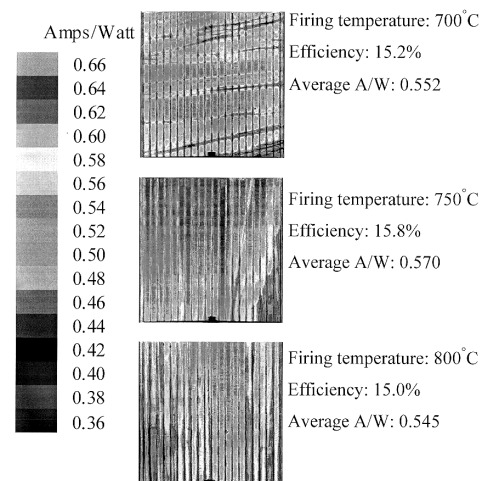 Amps/Watt
0.66
0.64
0.62
0.60
0.58
0.56
0.54
0.52
0.50
0.48
0.46
0.44
0.42
0.40
0.38
0.36
Firing temperature: 700°C
Efficiency: 15.2%
Average A/W: 0.552
Firing temperature: 750°C
Efficiency: 15.8%
Average A/W: 0.570
Firing temperature: 800°C
Efficiency: 15.0%
Average A/W: 0.545